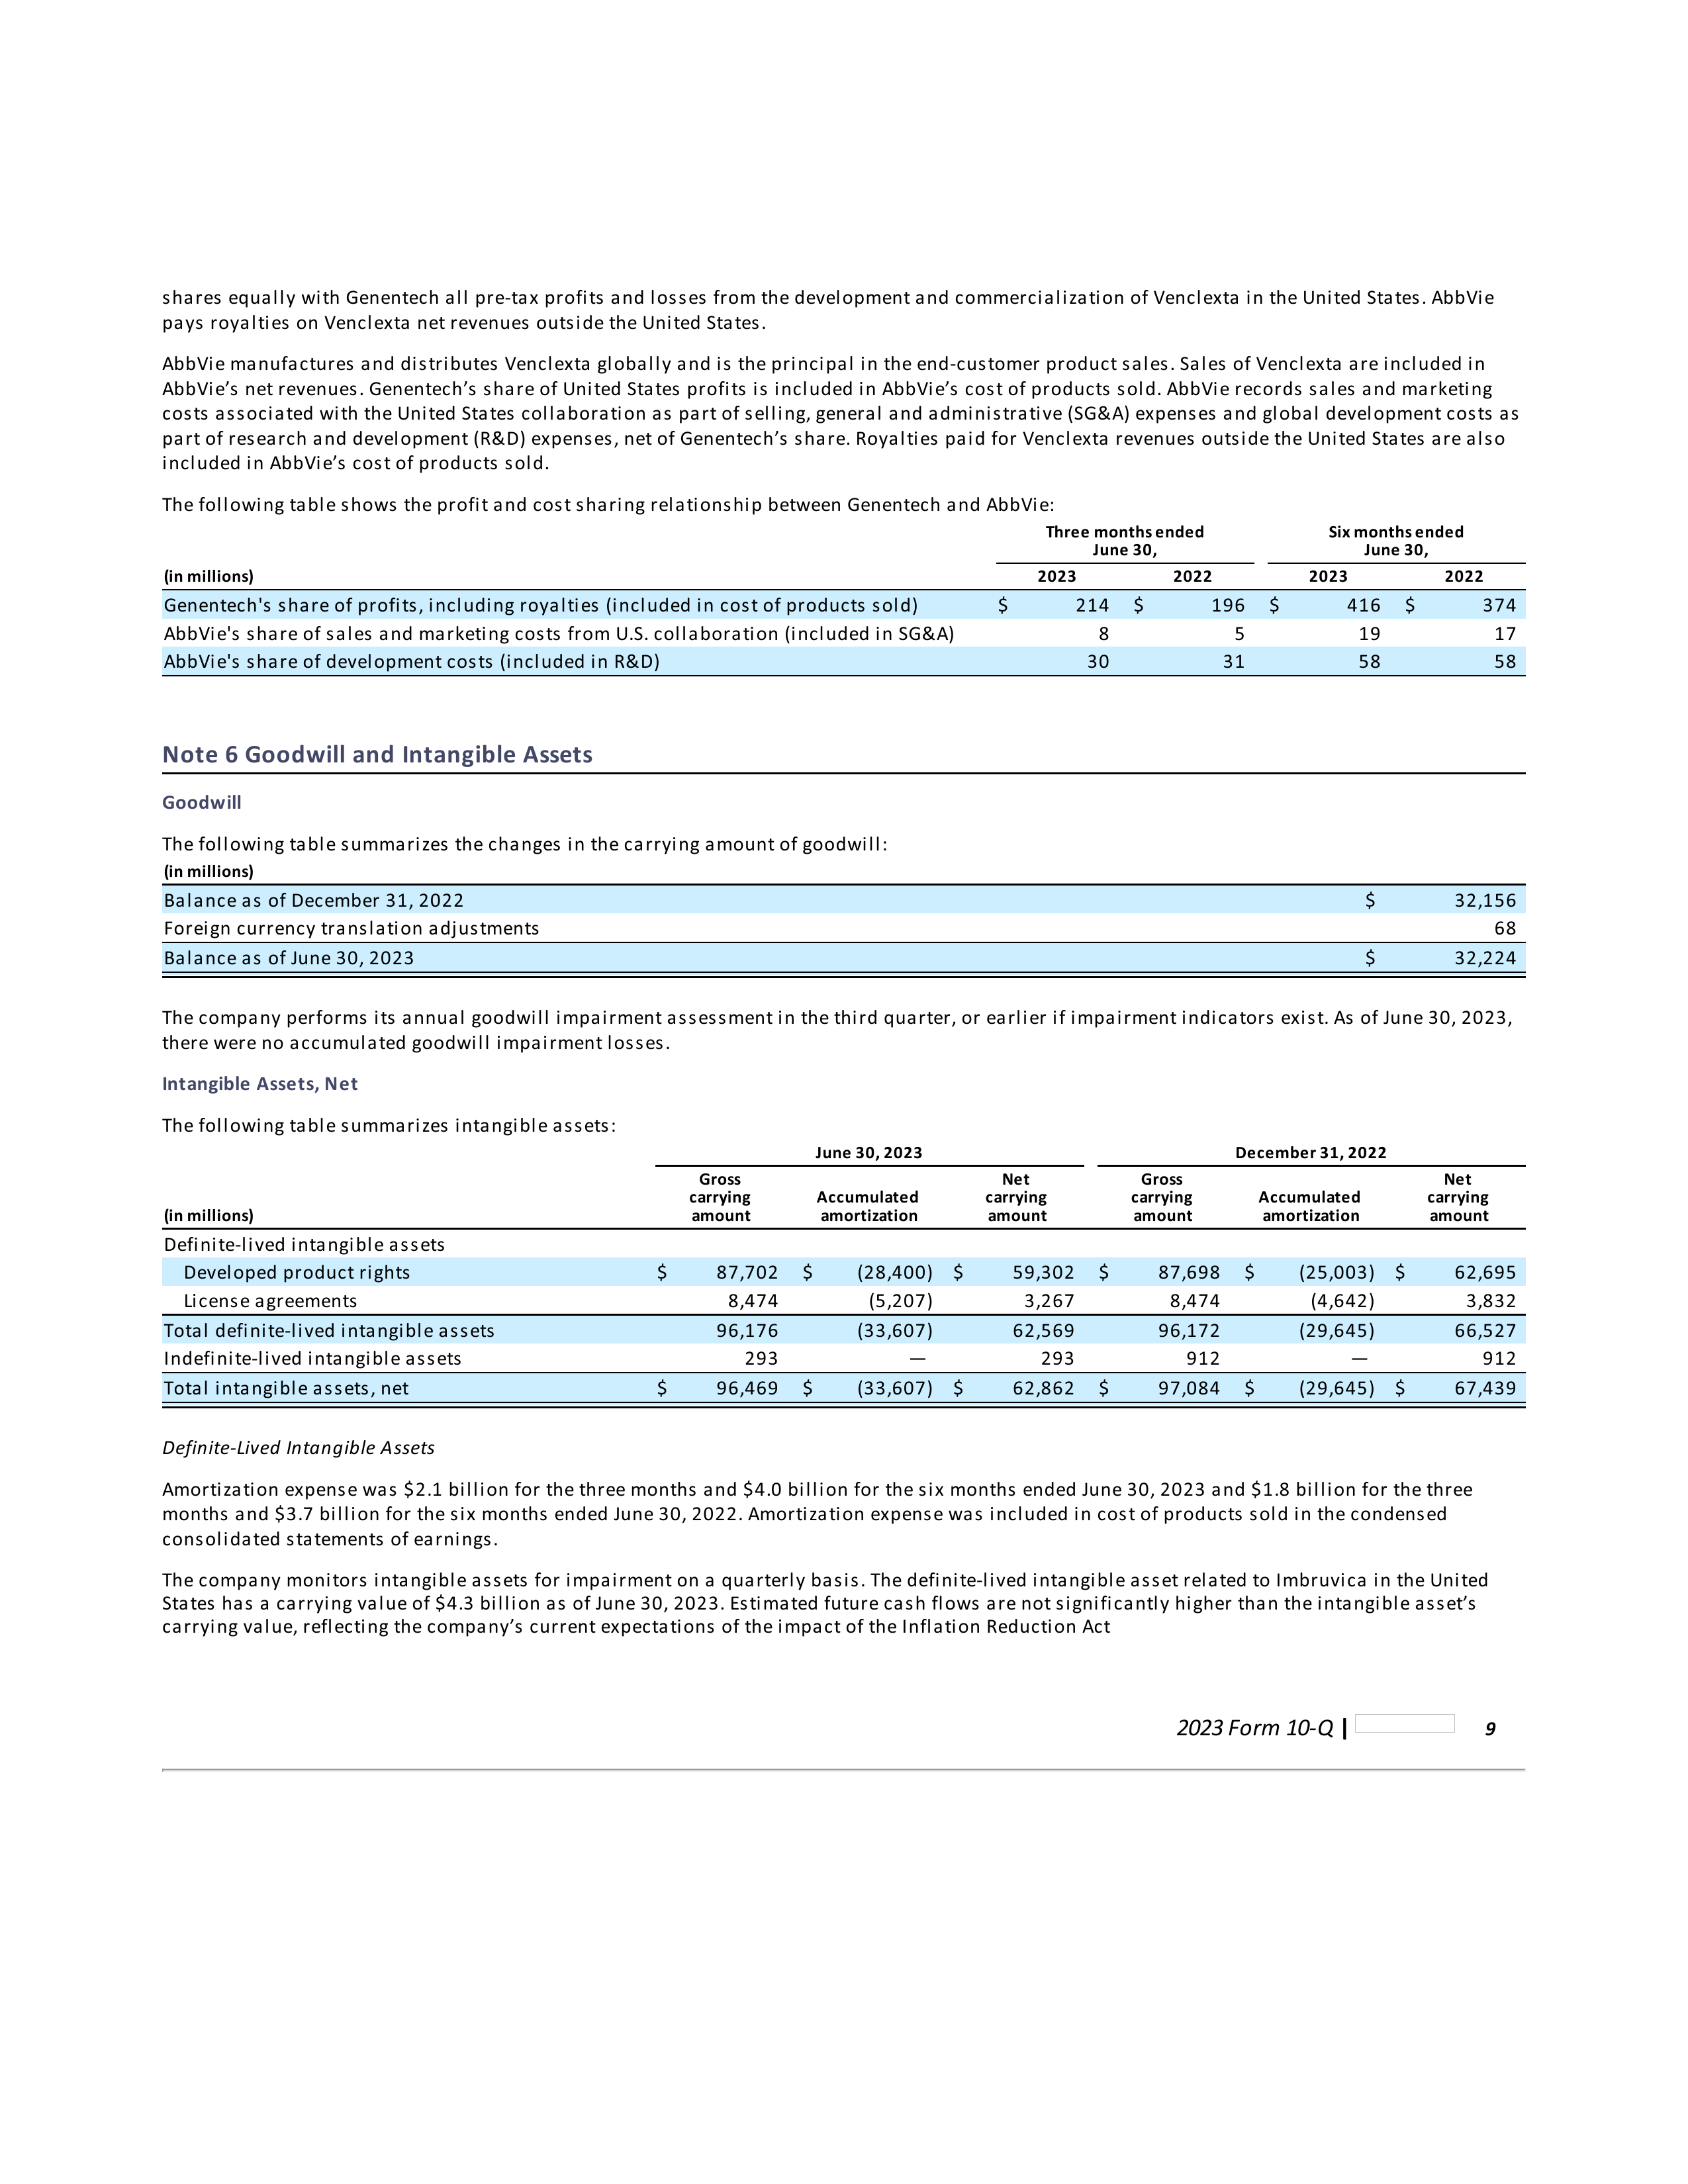 shares equally with Genentech all pre-tax profits and losses from the development and commercialization of Venclexta in the United States. AbbVie
pays royalties on Venclexta net revenues outside the United States.
AbbVie manufactures and distributes Venclexta globally and is the principal in the end-customer product sales. Sales of Venclexta are included in
AbbVie’s net revenues. Genentech’s share of United States profits is included in AbbVie’s cost of products sold. AbbVie records sales and marketing
costs associated with the United States collaboration as part of selling, general and administrative (SG&A) expenses and global development costs as
part of research and development (R&D) expenses, net of Genentech’s share. Royalties paid for Venclexta revenues outside the United States are also
included in AbbVie’s cost of products sold.
The following table shows the profit and cost sharing relationship between Genentech and AbbVie:
Three months ended Six months ended
June 30, June 30,
(in millions) 2023 2022 2023 2022
Genentech's share of profits, including royalties (included in cost of products sold) $ 214 $ 196 $ 416 $ 374
AbbVie's share of sales and marketing costs from U.S. collaboration (included in SG&A) 8 5 19 17
AbbVie's share of development costs (included in R&D) 30 31 58 58
Note 6 Goodwill and Intangible Assets
Goodwill
The following table summarizes the changes in the carrying amount of goodwill:
(in millions)
Balance as of December 31, 2022 $ 32,156
Foreign currency translation adjustments 68
Balance as of June 30, 2023 $ 32,224
The company performs its annual goodwill impairment assessment in the third quarter, or earlier if impairment indicators exist. As of June 30, 2023,
there were no accumulated goodwill impairment losses.
Intangible Assets, Net
The following table summarizes intangible assets:
June 30, 2023 December 31, 2022
Gross Net Gross Net
carrying Accumulated carrying carrying Accumulated carrying
(in millions) amount amortization amount amount amortization amount
Definite-lived intangible assets
Developed product rights $ 87,702 $ (28,400) $ 59,302 $ 87,698 $ (25,003) $ 62,695
License agreements 8,474 (5,207) 3,267 8,474 (4,642) 3,832
Total definite-lived intangible assets 96,176 (33,607) 62,569 96,172 (29,645) 66,527
Indefinite-lived intangible assets 293 — 293 912 — 912
Total intangible assets, net $ 96,469 $ (33,607) $ 62,862 $ 97,084 $ (29,645) $ 67,439
Definite-Lived Intangible Assets
Amortization expense was $2.1 billion for the three months and $4.0 billion for the six months ended June 30, 2023 and $1.8 billion for the three
months and $3.7 billion for the six months ended June 30, 2022. Amortization expense was included in cost of products sold in the condensed
consolidated statements of earnings.
The company monitors intangible assets for impairment on a quarterly basis. The definite-lived intangible asset related to Imbruvica in the United
States has a carrying value of $4.3 billion as of June 30, 2023. Estimated future cash flows are not significantly higher than the intangible asset’s
carrying value, reflecting the company’s current expectations of the impact of the Inflation Reduction Act
2023 Form 10-Q | 9